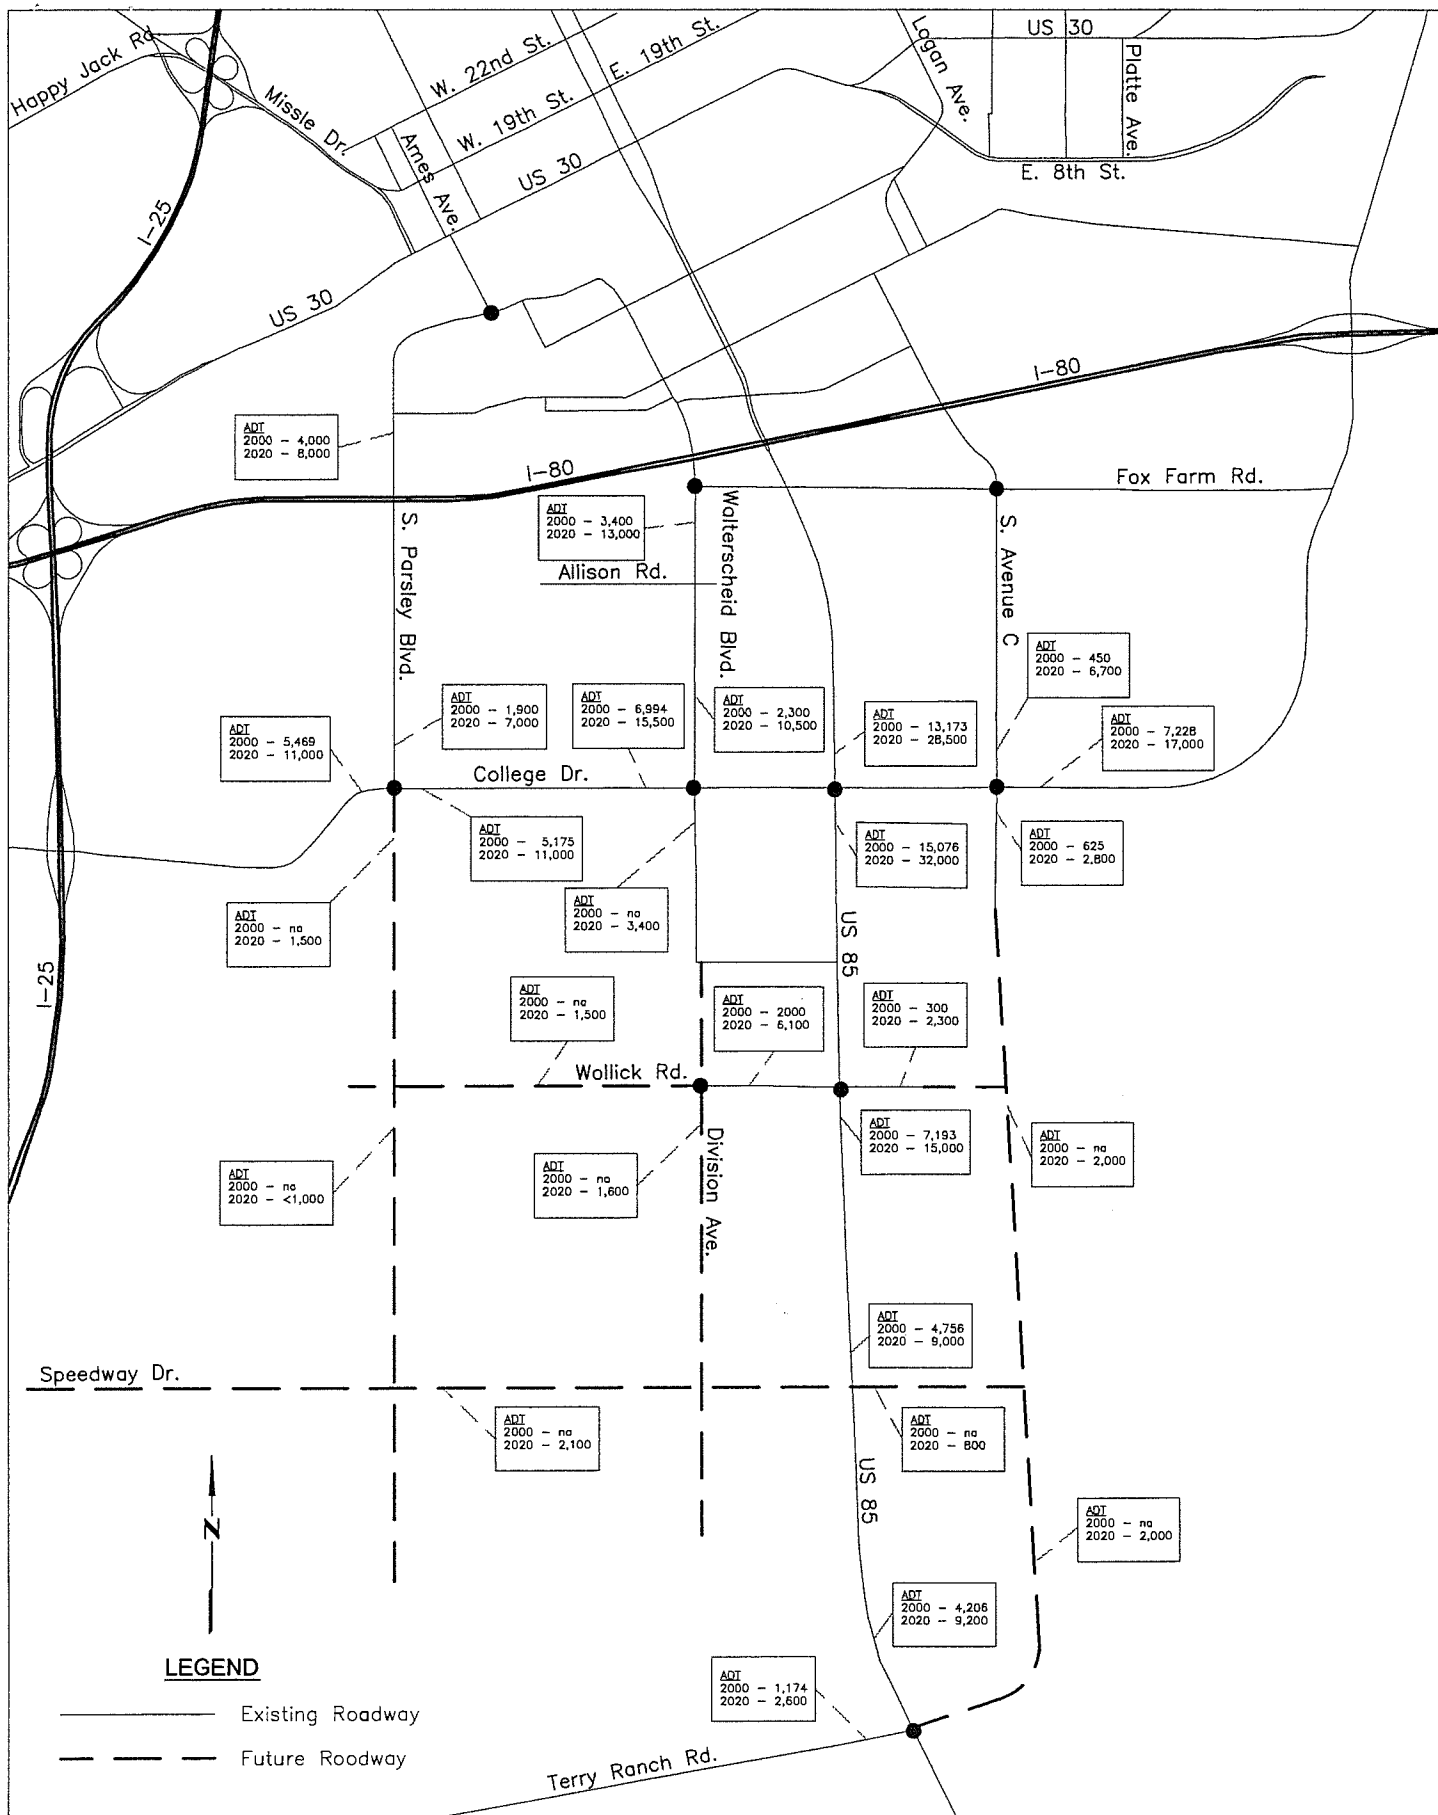 Happy Jack Rd
Missle Dr.
W. 22nd St.
E. 19th St.
W. 19th St.
Ames Ave.
US 30
Logan Ave.
US 30
Platte Ave.
E. 8th St.
I-25
US 30
I-80
I-80
ADT
2000 - 4,000
2020 - 8,000
Fox Farm Rd.
ADT
2000 - 3,400
2020 - 13,000
Allison Rd.
S. Parsley Blvd.
Walterscheid Blvd.
S. Avenue C
ADT
2000 - 450
2020 - 6,700
ADT
2000 - 1,900
2020 - 7,000
ADT
2000 - 6,994
2020 - 15,500
ADT
2000 - 2,300
2020 - 10,500
ADT
2000 - 13,173
2020 - 28,500
ADT
2000 - 7,228
2020 - 17,000
ADT
2000 - 5,469
2020 - 11,000
College Dr.
ADT
2000 - 5,175
2020 - 11,000
ADT
2000 - 15,076
2020 - 32,000
ADT
2000 - 625
2020 - 2,800
ADT
2000 - na
2020 - 3,400
ADT
2000 - na
2020 - 1,500
US 85
I-25
ADT
2000 - na
2020 - 1,500
ADT
2000 - 2000
2020 - 6,100
ADT
2000 - 300
2020 - 2,300
Wollick Rd.
ADT
2000 - 7,193
2020 - 15,000
ADT
2000 - na
2020 - 2,000
Division Ave.
ADT
2000 - na
2020 - <1,000
ADT
2000 - na
2020 - 1,600
ADT
2000 - 4,756
2020 - 9,000
Speedway Dr.
ADT
2000 - na
2020 - 2,100
ADT
2000 - na
2020 - 800
US 85
ADT
2000 - na
2020 - 2,000
N
ADT
2000 - 4,206
2020 - 9,200
ADT
2000 - 1,174
2020 - 2,600
LEGEND
Existing Roadway
Future Roodway
Terry Ranch Rd.